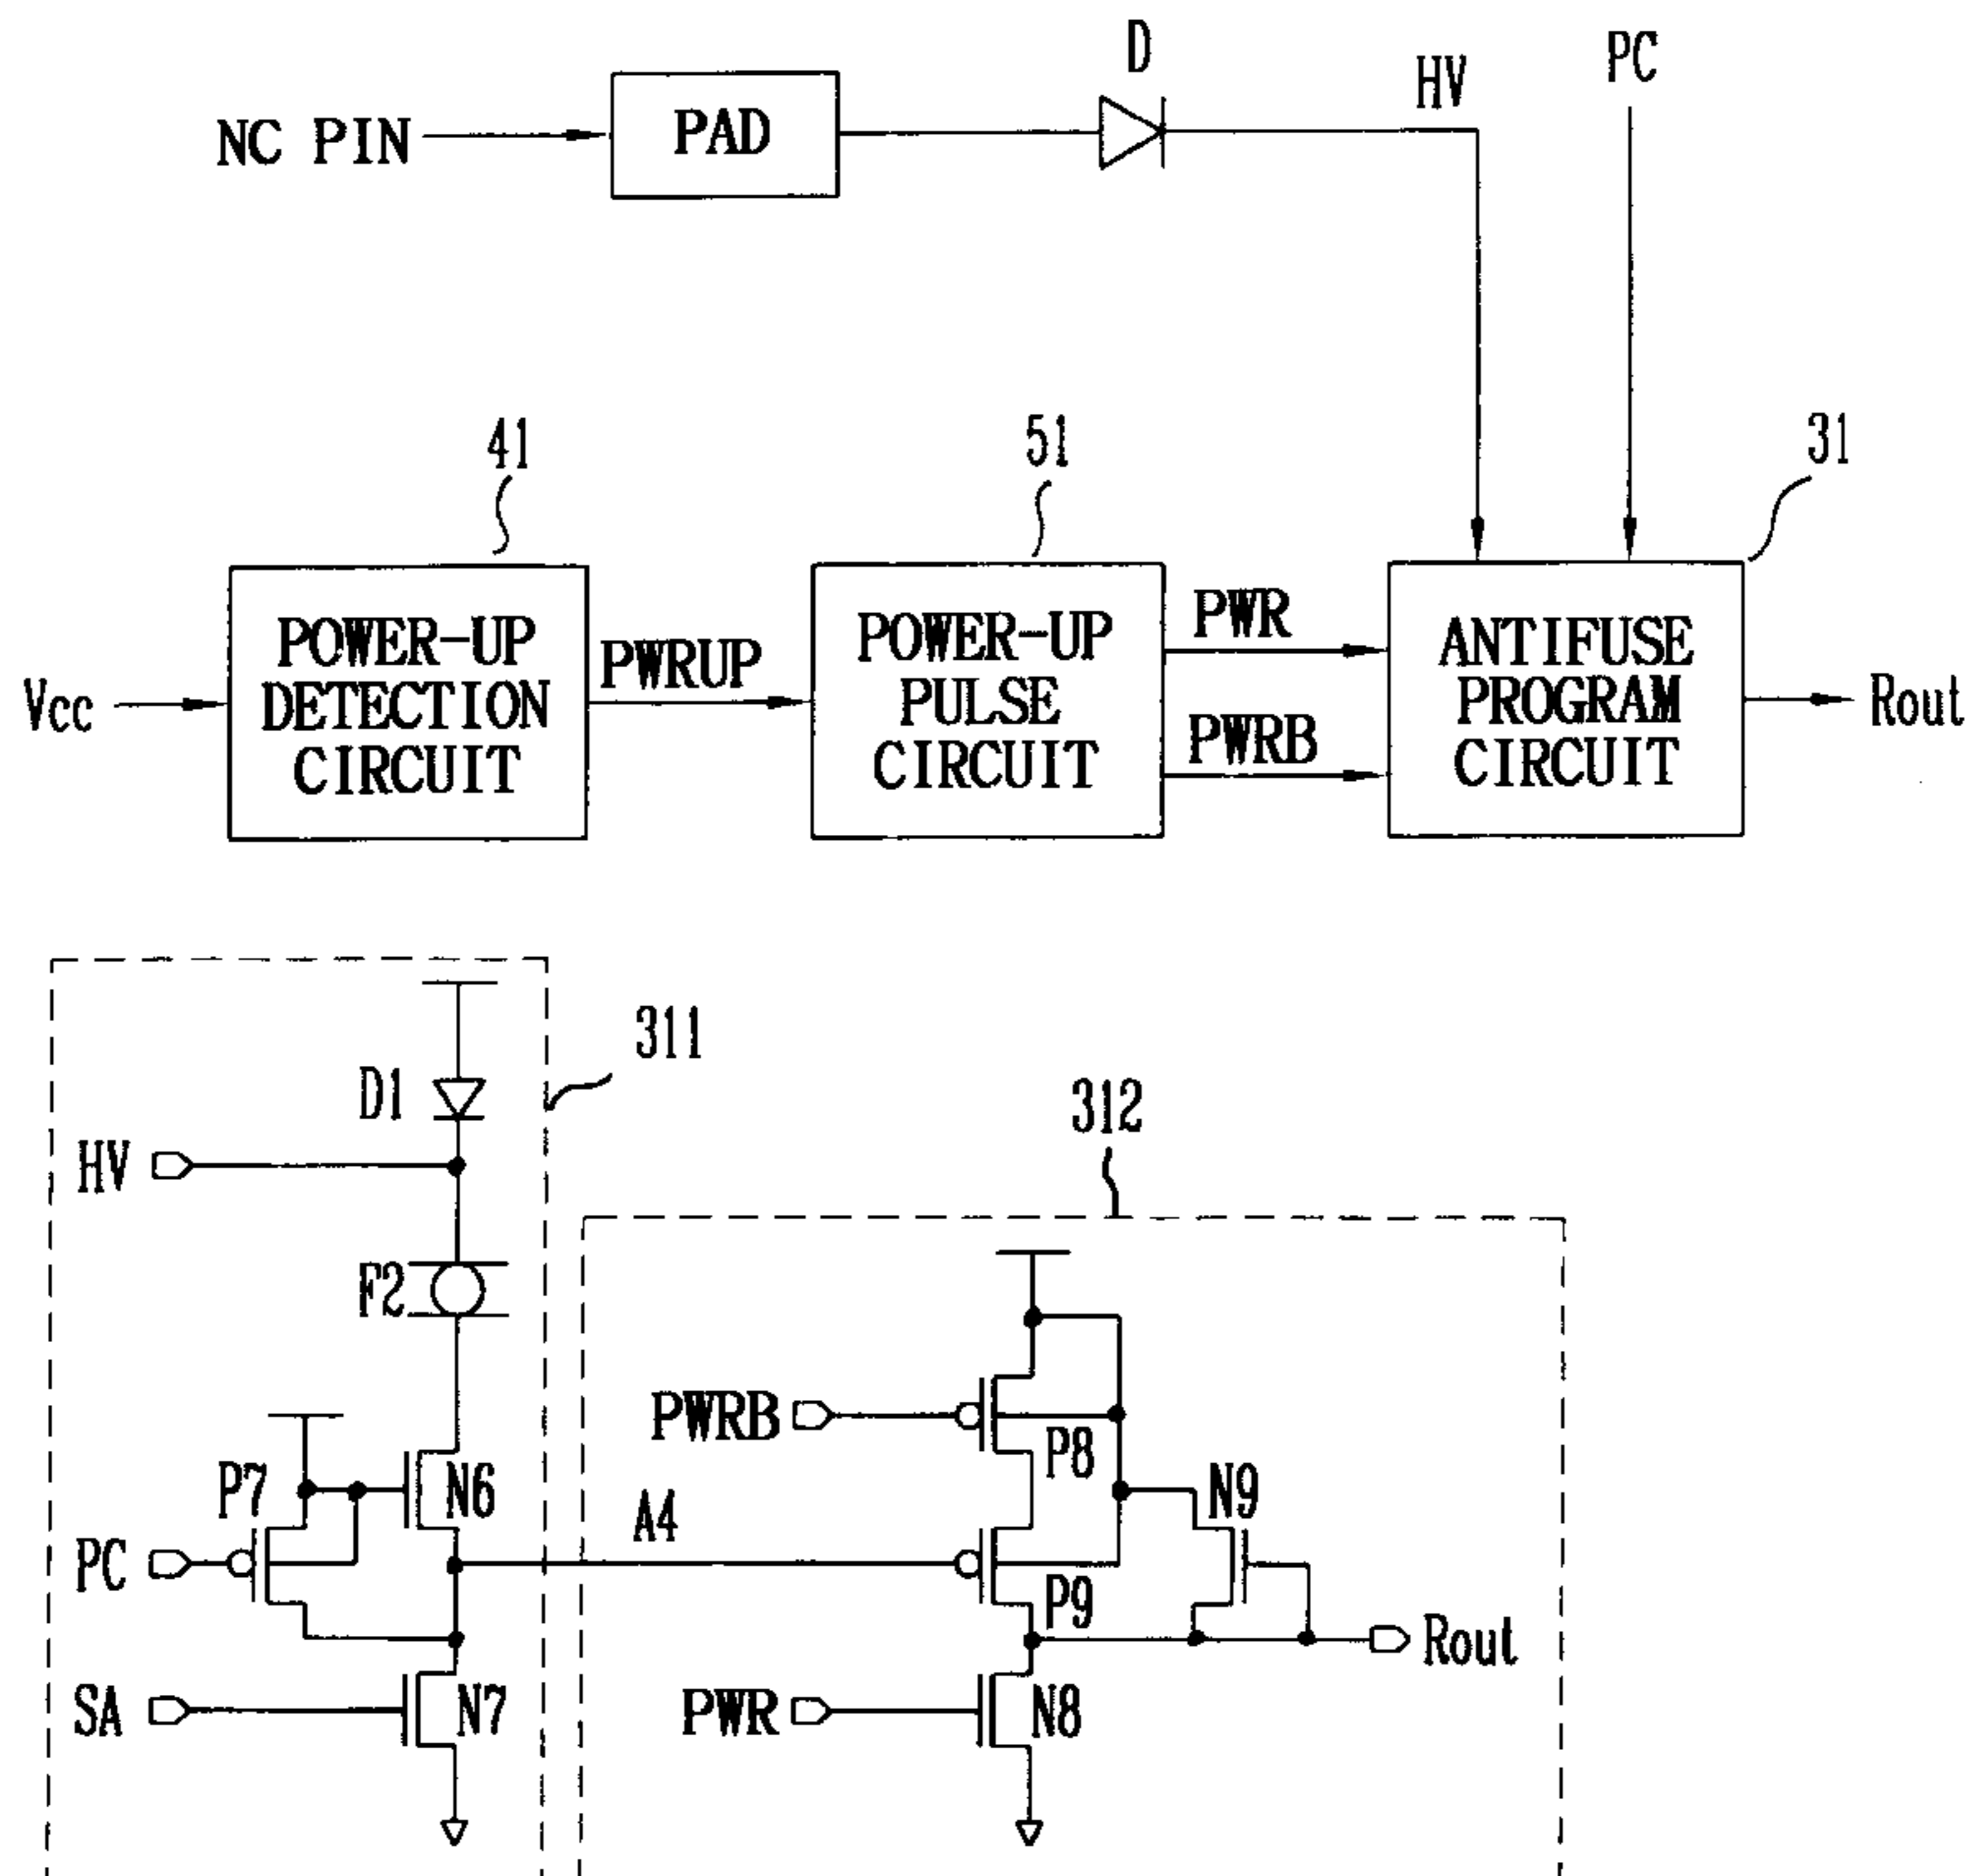 D
HV
PC
NC PIN
PAD
41
51
31
Vcc
POWER-UP
DETECTION
CIRCUIT
PWRUP
POWER-UP
PULSE
CIRCUIT
PWR
PWRB
ANTIFUSE
PROGRAM
CIRCUIT
Rout
311
D1
HV
312
F2
PWRB
P8
P7
N6
A4
N9
PC
P9
Rout
SA
N7
PWR
N8